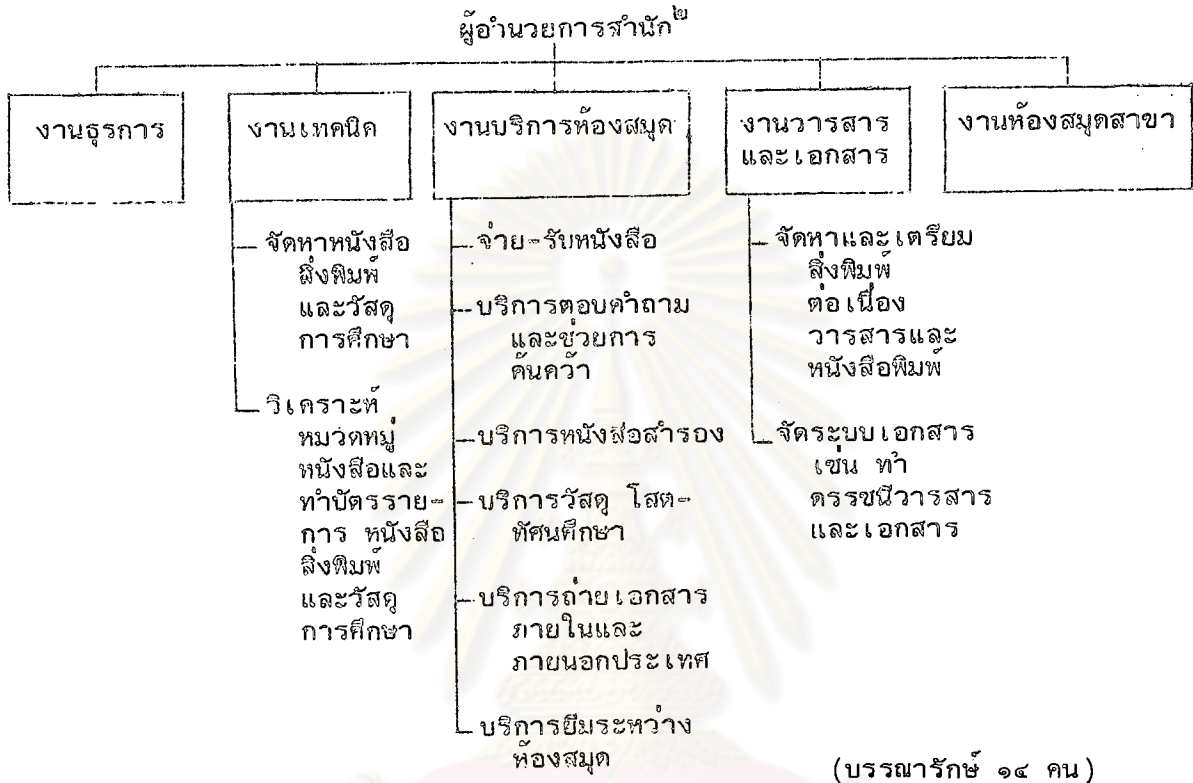 ผู้อำนวยการสำนัก๒
งานธุรการ
งานเทคนิค
งานบริการห้องสมุด
งานวารสาร
และเอกสาร
งานห้องสมุดสาขา
จัดหาหนังสือ
สิ่งพิมพ์
และวัสดุ
การศึกษา
วิเคราะห์
หมวดหมู่
หนังสือและ
ทำบัตรราย-
การ หนังสือ
สิ่งพิมพ์
และวัสดุ
การศึกษา
จ่าย-รับหนังสือ
บริการตอบคำถาม
และช่วยการ
ค้นคว้า
บริการหนังสือสำรอง
บริการวัสดุ โสต-
ทัศนศึกษา
บริการถ่ายเอกสาร
ภายในและ
ภายนอกประเทศ
บริการยืมระหว่าง
ห้องสมุด
จัดหาและเตรียม
สิ่งพิมพ์
ต่อเนื่อง
วารสารและ
หนังสือพิมพ์
จัดระบบเอกสาร
เช่น ทำ
ดรรชนีวารสาร
และเอกสาร
(บรรณารักษ์ ๑๔ คน)